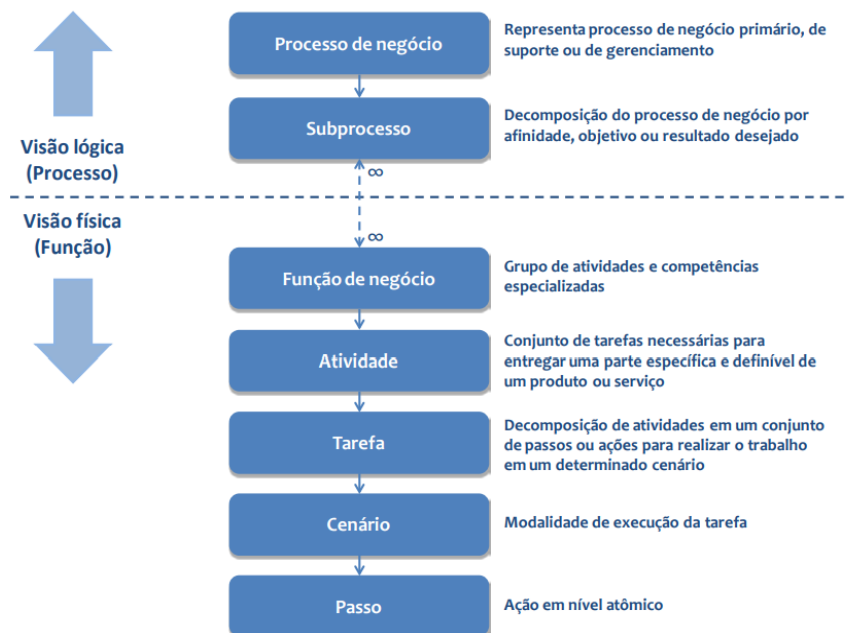 Processo de negócio
Representa processo de negócio primário, de
suporte ou de gerenciamento
Subprocesso
Decomposição do processo de negócio por
afinidade, objetivo ou resultado desejado
Visão lógica
(Processo)
∞
Visão física
(Função)
∞
Função de negócio
Grupo de atividades e competências
especializadas
Atividade
Conjunto de tarefas necessárias para
entregar uma parte específica e definível de
um produto ou serviço
Tarefa
Decomposição de atividades em um conjunto
de passos ou ações para realizar o trabalho
em um determinado cenário
Cenário
Modalidade de execução da tarefa
Passo
Ação em nível atômico